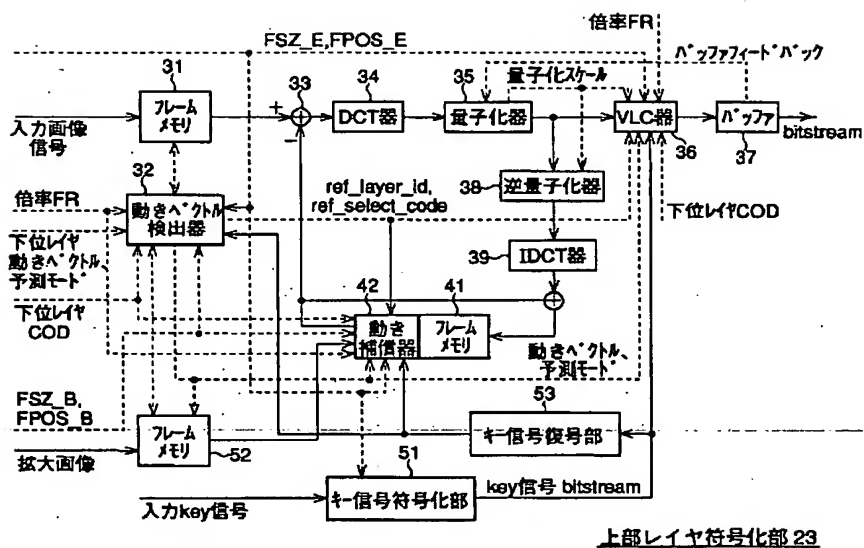 FSZ_E,FPOS_E
倍率FR
バッファフィードバック
31
33
34
35
量子化スケール
フレーム
メモリ
+
−
DCT器
量子化器
VLC器
バッファ
入力画像
信号
36
37
bitstream
32
38
逆量子化器
ref_layer_id,
ref_select_code
倍率FR
動きベクトル
検出器
下位レイヤCOD
下位レイヤ
動きベクトル、
予測モード
39
IDCT器
下位レイヤ
COD
42
41
動き
補償器
フレーム
メモリ
動きベクトル、
予測モード
FSZ_B,
FPOS_B
53
フレーム
メモリ
52
キー信号復号部
拡大画像
51
キー信号符号化部
key信号 bitstream
入力key信号
上部レイヤ符号化部 23